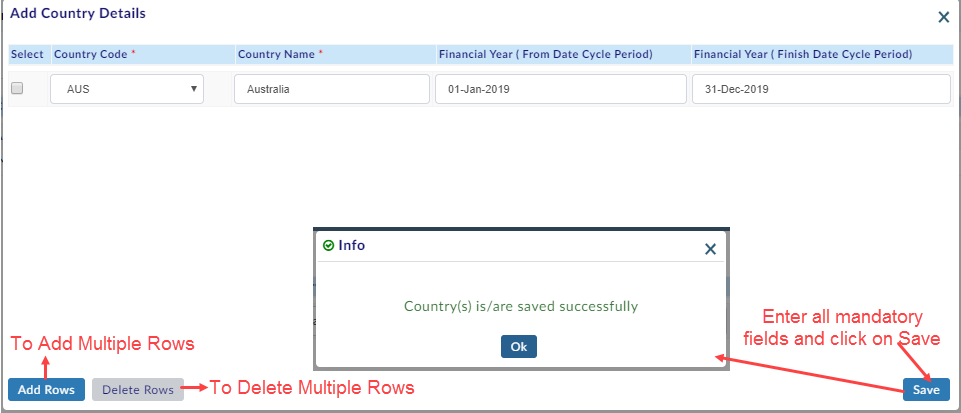 Add Country Details
Select Country Code * Country Name * Financial Year ( From Date Cycle Period) Financial Year ( Finish Date Cycle Period)
AUS Australia 01-Jan-2019 31-Dec-2019
Info
Country(s) is/are saved successfully
Ok
Enter all mandatory
fields and click on Save
To Add Multiple Rows
To Delete Multiple Rows
Add Rows Delete Rows Save